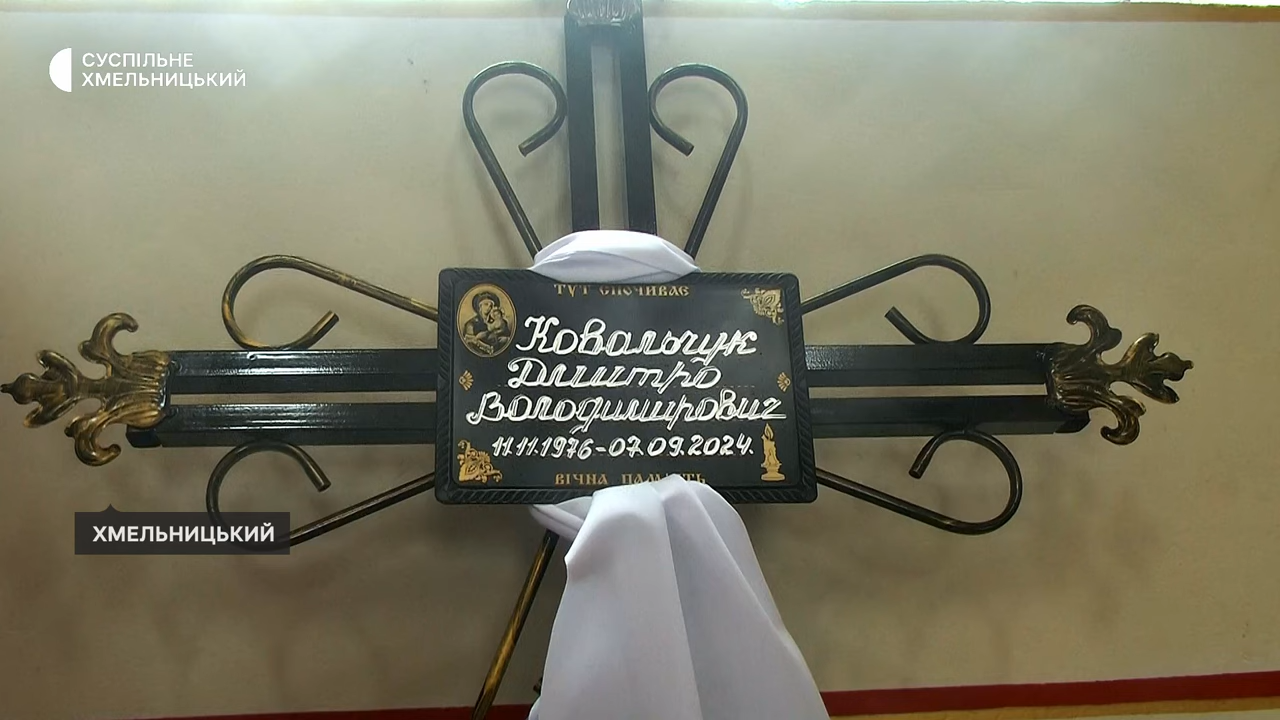 СУСПІЛЬНЕ
ХМЕЛЬНИЦЬКИЙ
ТУТ СПОЧИВАЄ
Ковальчук
Дмитро
Володимирович
11.11.1976-07.09.2024.
ВІЧНА ПАМ'ЯТЬ
ХМЕЛЬНИЦЬКИЙ